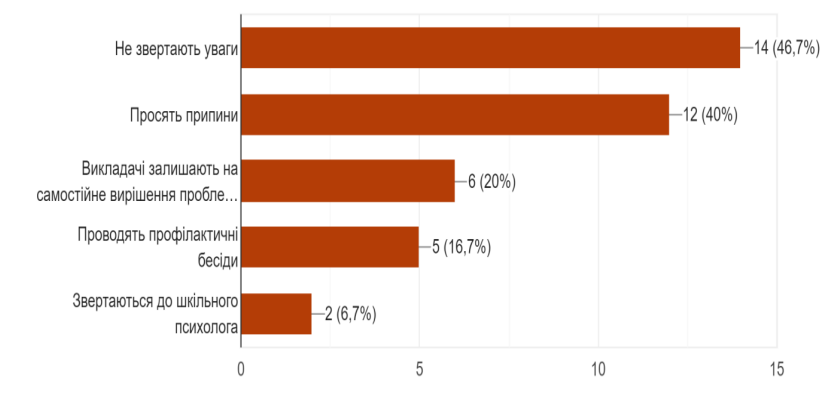 Не звертають уваги
14 (46,7%)
Просять припини
12 (40%)
Викладачі залишають на
самостійне вирішення пробле…
6 (20%)
Проводять профілактичні
бесіди
5 (16,7%)
Звертаються до шкільного
психолога
2 (6,7%)
0
5
10
15